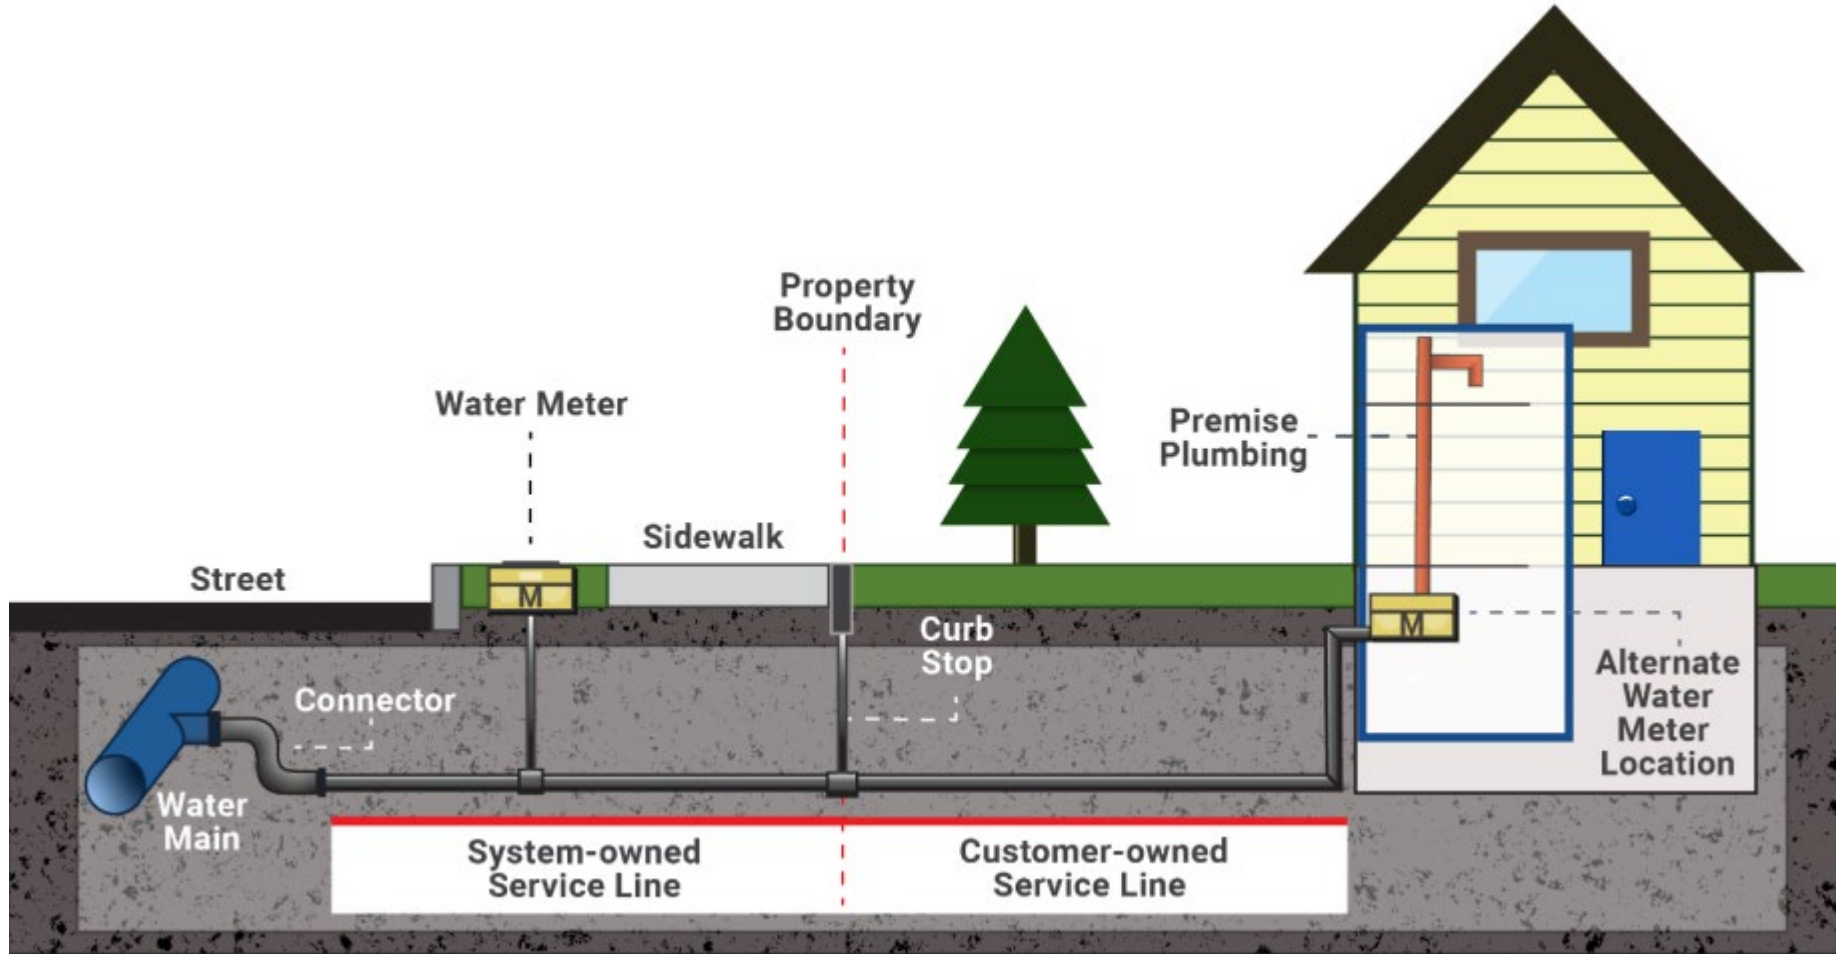 Property
Boundary
Water Meter
Premise
Plumbing
Sidewalk
Street
M
M
Curb
Stop
Connector
Alternate
Water
Meter
Location
Water
Main
System-owned
Service Line
Customer-owned
Service Line